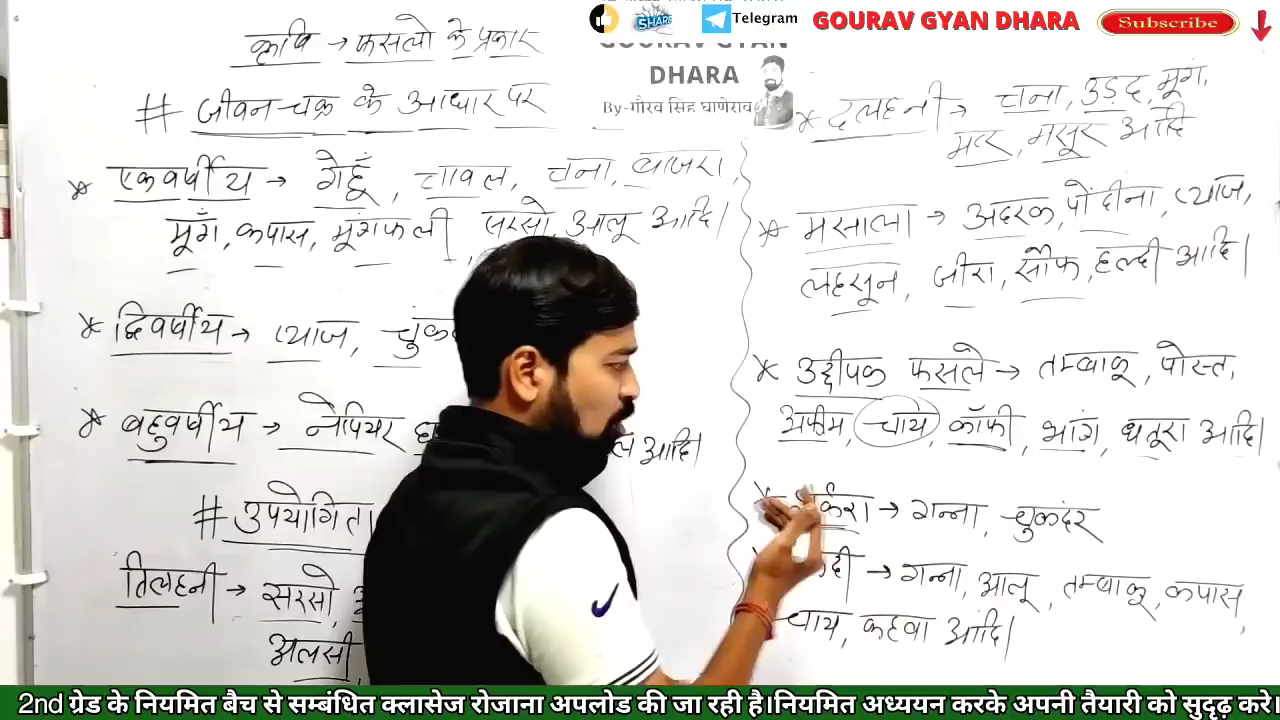 SHARE
Telegram
GOURAV GYAN DHARA
Subscribe
GOURAV GYAN
DHARA
By-गौरव सिंह घाणेराव
कृषि → फसलो के प्रकार
# जीवन चक्र के आधार पर
* एकवर्षीय → गेहूँ, चावल, चना, बाजरा,
मूँग, कपास, मूंगफली, सरसो, आलू आदि।
* द्विवर्षीय → प्याज,
* बहुवर्षीय → नेपियर आदि।
# उपयोगिता
तिलहनी → सरसो,
अलसी
* दलहनी → चना, उड़द, मूग,
मटर, मसूर आदि
* मसाला → अदरक, पोदीना, प्याज,
लहसून, जीरा, सौंफ, हल्दी आदि।
* उद्दीपक फसले → तम्बाकू, पोस्त,
अफीम, चाय, कॉफी, भांग, धतूरा आदि।
* → गन्ना, चुकंदर
→ गन्ना, आलू, तम्बाकू, कपास,
चाय, कहवा आदि।
2nd ग्रेड के नियमित बैच से सम्बंधित क्लासेज रोजाना अपलोड की जा रही है।नियमित अध्ययन करके अपनी तैयारी को सुदृढ़ करे।